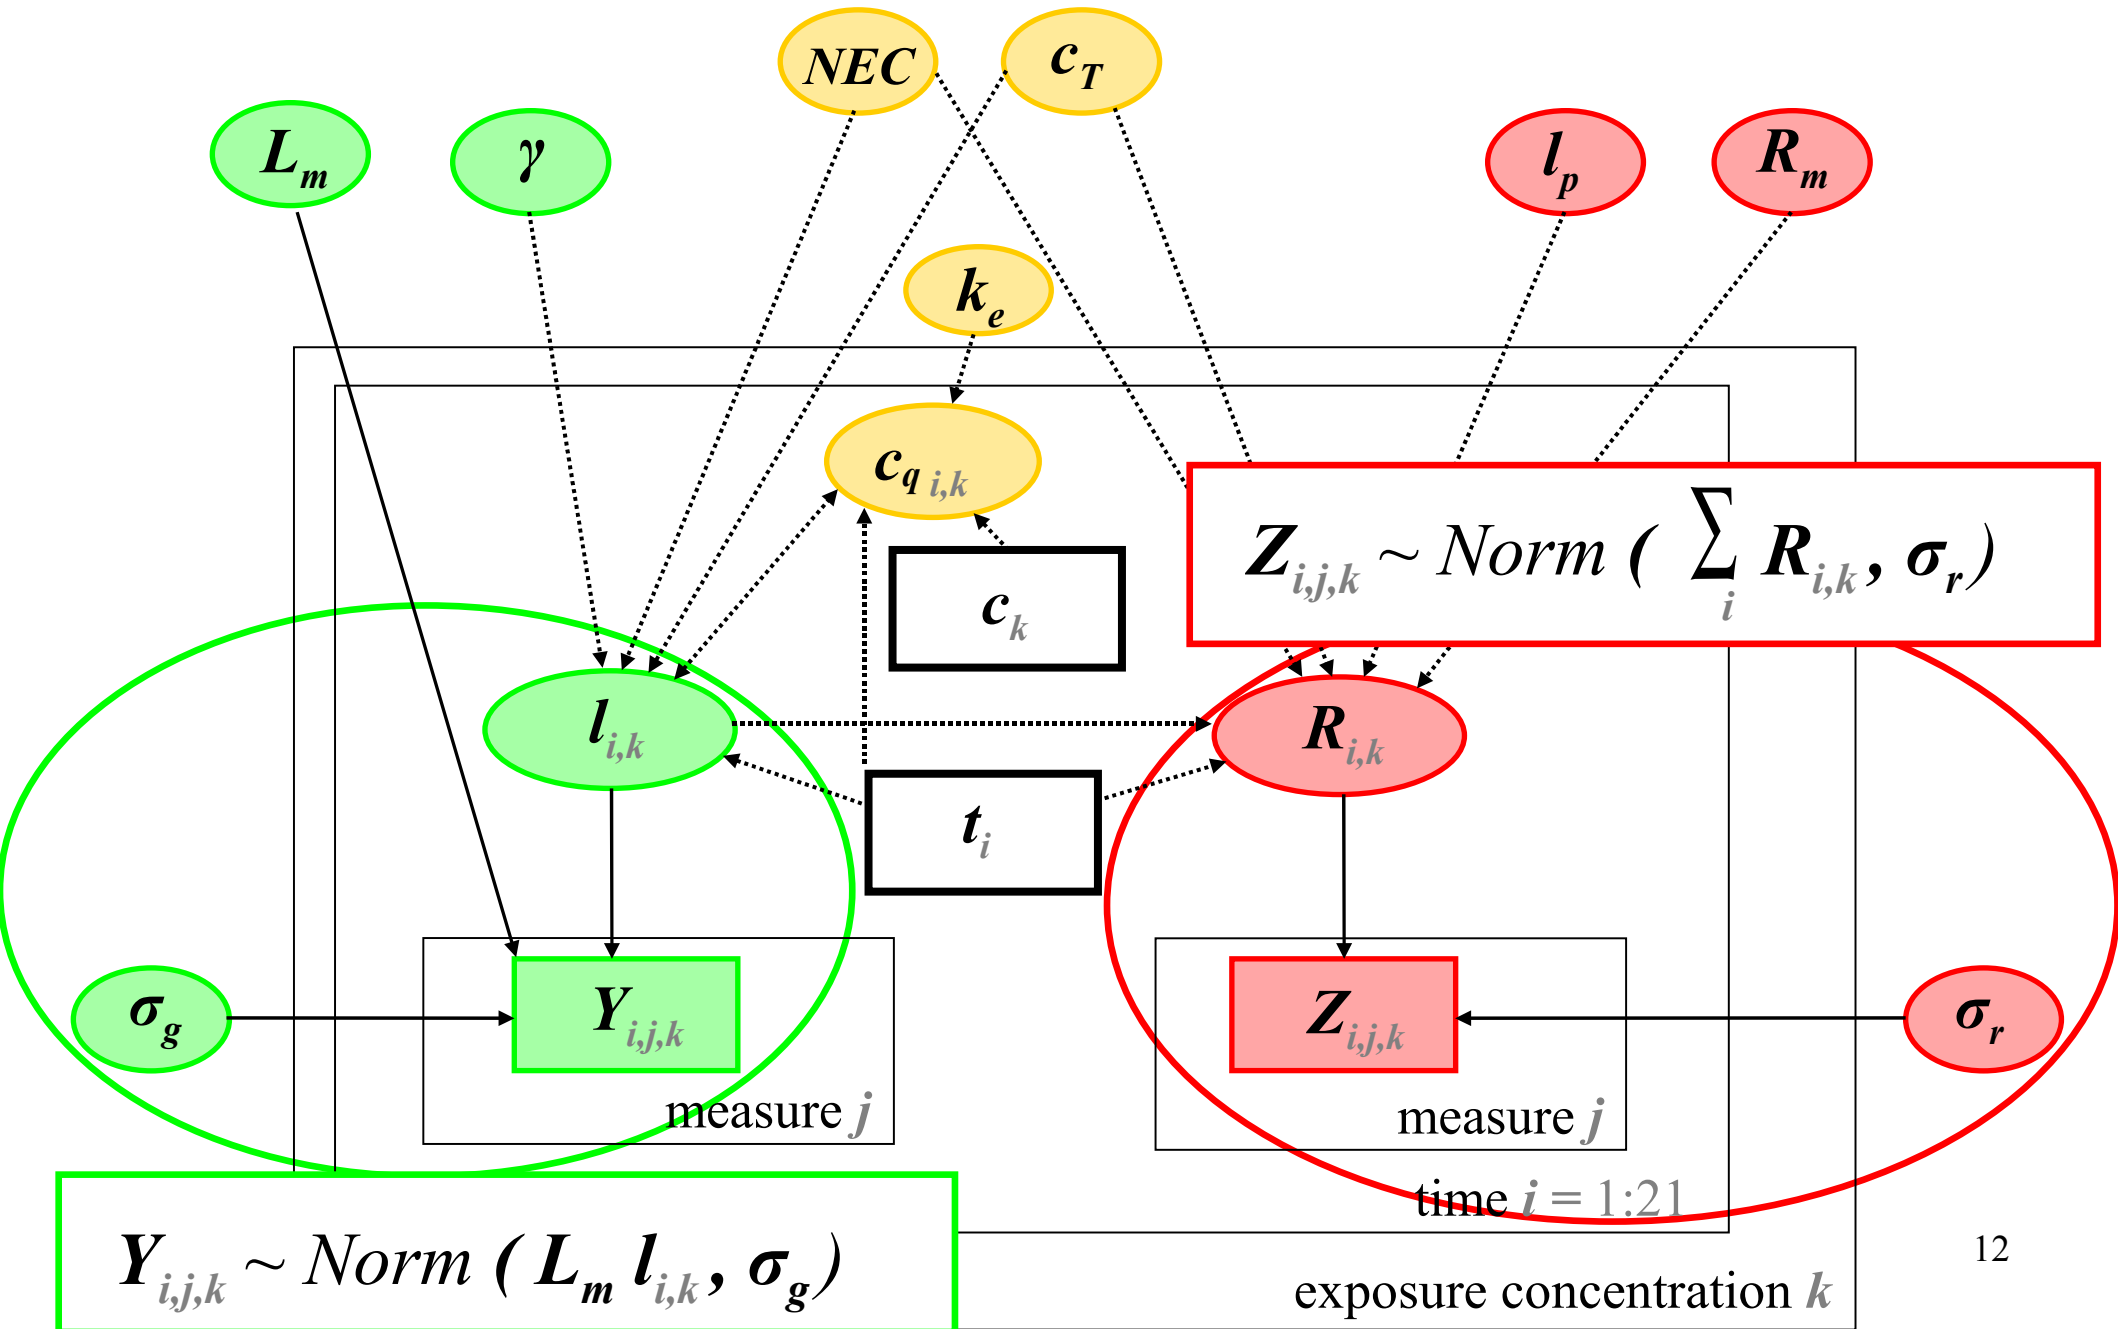 NEC
c_T
L_m
γ
l_p
R_m
k_e
c_q i,k
Z_i,j,k ~ Norm ( ∑_i R_i,k , σ_r )
c_k
l_i,k
R_i,k
t_i
σ_g
Y_i,j,k
Z_i,j,k
σ_r
measure j
measure j
time i = 1:21
Y_i,j,k ~ Norm ( L_m l_i,k , σ_g )
12
exposure concentration k